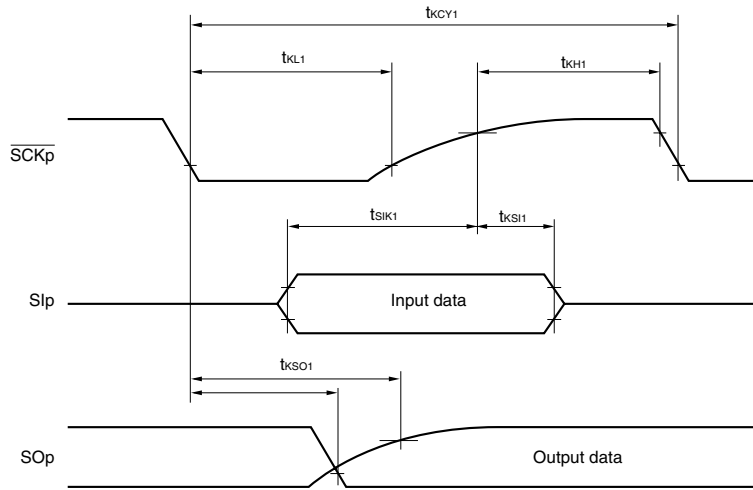 tKCY1
tKL1
tKH1
SCKp
tSIK1
tKSI1
SIp
Input data
tKSO1
SOp
Output data